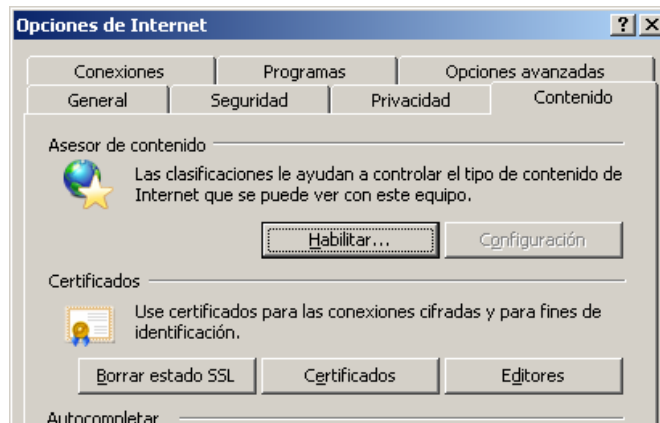 Opciones de Internet
Conexiones Programas Opciones avanzadas
General Seguridad Privacidad Contenido
Asesor de contenido
Las clasificaciones le ayudan a controlar el tipo de contenido de
Internet que se puede ver con este equipo.
Habilitar... Configuración
Certificados
Use certificados para las conexiones cifradas y para fines de
identificación.
Borrar estado SSL Certificados Editores
Autocompletar